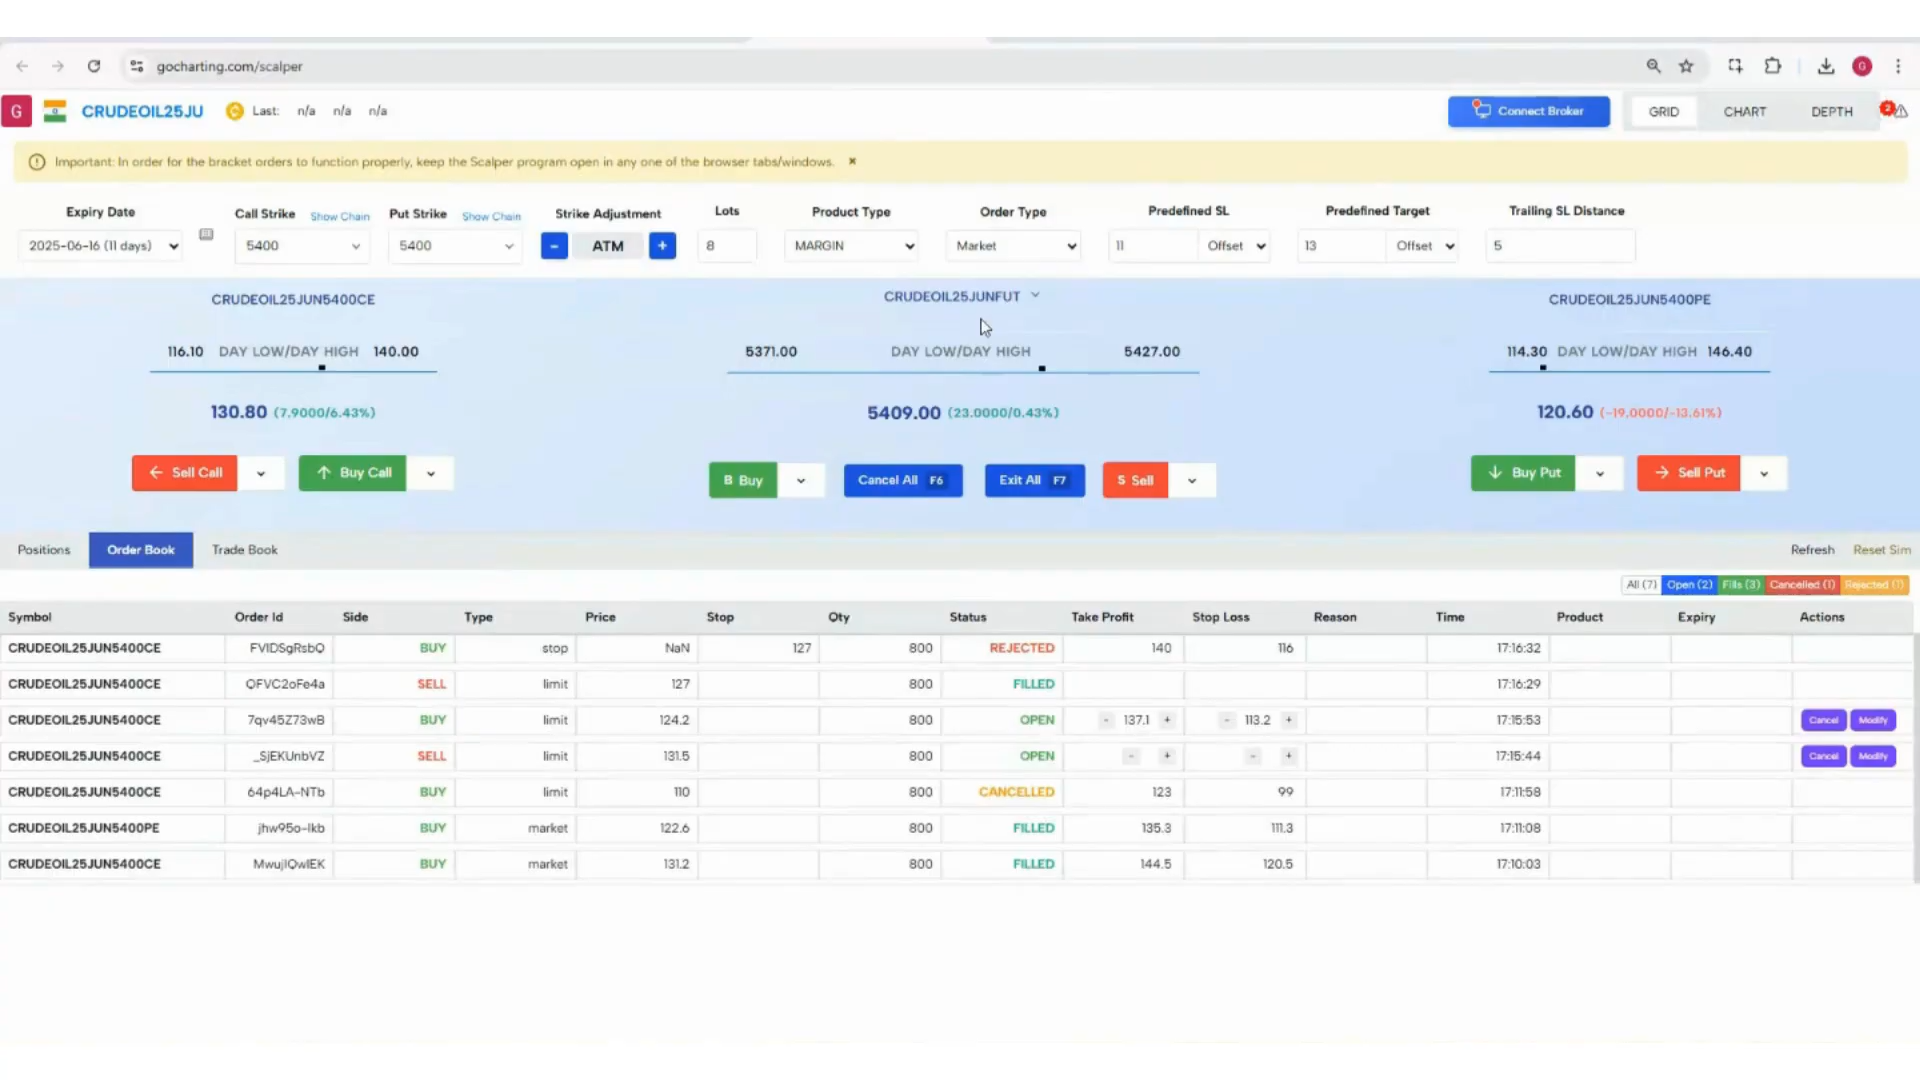 gocharting.com/scalper
G
G CRUDEOIL25JU Last: n/a n/a n/a Connect Broker GRID CHART DEPTH 2
Important: In order for the bracket orders to function properly, keep the Scalper program open in any one of the browser tabs/windows. ×
Expiry Date Call Strike Show Chain Put Strike Show Chain Strike Adjustment Lots Product Type Order Type Predefined SL Predefined Target Trailing SL Distance
2025-06-16 (11 days) 5400 5400 - ATM + 8 MARGIN Market 11 Offset 13 Offset 5
CRUDEOIL25JUN5400CE CRUDEOIL25JUNFUT CRUDEOIL25JUN5400PE
116.10 DAY LOW/DAY HIGH 140.00 5371.00 DAY LOW/DAY HIGH 5427.00 114.30 DAY LOW/DAY HIGH 146.40
130.80 (7.9000/6.43%) 5409.00 (23.0000/0.43%) 120.60 (-19.0000/-13.61%)
← Sell Call ↑ Buy Call B Buy Cancel All F6 Exit All F7 S Sell ↓ Buy Put → Sell Put
Positions Order Book Trade Book Refresh Reset Sim
All (7) Open (2) Fills (3) Cancelled (1) Rejected (1)
Symbol Order Id Side Type Price Stop Qty Status Take Profit Stop Loss Reason Time Product Expiry Actions
CRUDEOIL25JUN5400CE FVIDSgRsbQ BUY stop NaN 127 800 REJECTED 140 116 17:16:32
CRUDEOIL25JUN5400CE QFVC2oFe4a SELL limit 127 800 FILLED 17:16:29
CRUDEOIL25JUN5400CE 7qv45Z73wB BUY limit 124.2 800 OPEN - 137.1 + - 113.2 + 17:15:53 Cancel Modify
CRUDEOIL25JUN5400CE _SjEKUnbVZ SELL limit 131.5 800 OPEN - + - + 17:15:44 Cancel Modify
CRUDEOIL25JUN5400CE 64p4LA-NTb BUY limit 110 800 CANCELLED 123 99 17:11:58
CRUDEOIL25JUN5400PE jhw95o-lkb BUY market 122.6 800 FILLED 135.3 111.3 17:11:08
CRUDEOIL25JUN5400CE MwujIQwIEK BUY market 131.2 800 FILLED 144.5 120.5 17:10:03